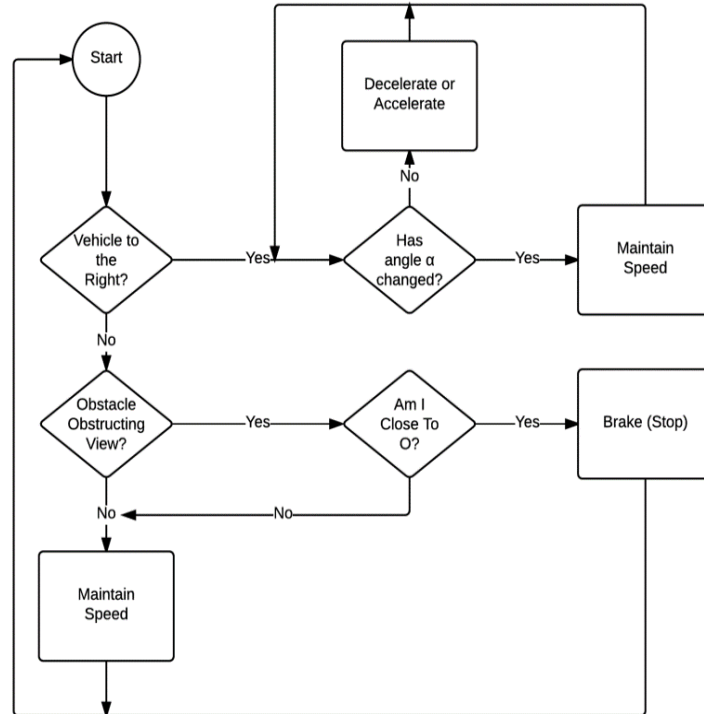 Start
Decelerate or
Accelerate
No
Vehicle to
the
Right?
Yes
Has
angle α
changed?
Yes
Maintain
Speed
No
Obstacle
Obstructing
View?
Yes
Am I
Close To
O?
Yes
Brake (Stop)
No
No
Maintain
Speed